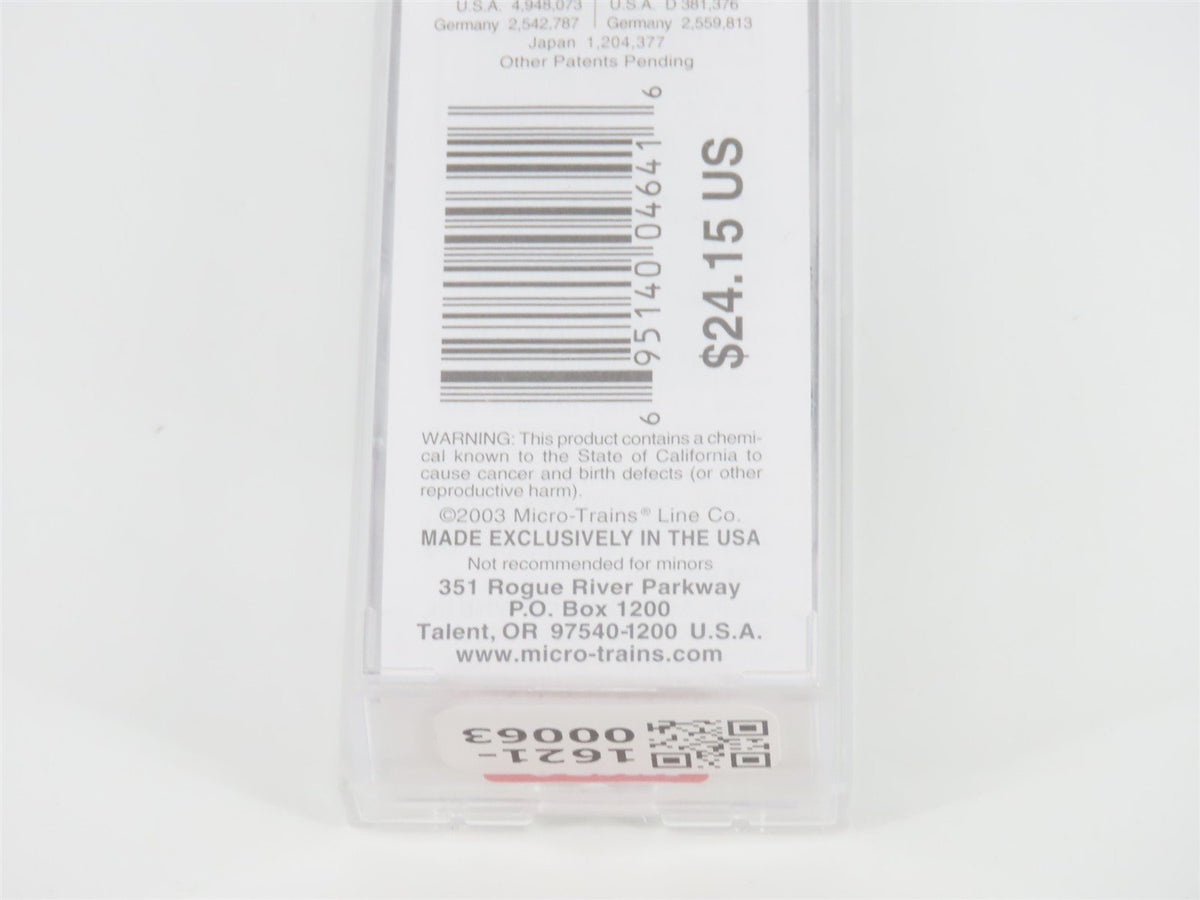 U.S.A. 4,948,073 U.S.A. D 381,376
Germany 2,542,787 Germany 2,559,813
Japan 1,204,377
Other Patents Pending
6 95140 04641 6
$24.15 US
WARNING: This product contains a chemi-
cal known to the State of California to
cause cancer and birth defects (or other
reproductive harm).
©2003 Micro-Trains® Line Co.
MADE EXCLUSIVELY IN THE USA
Not recommended for minors
351 Rogue River Parkway
P.O. Box 1200
Talent, OR 97540-1200 U.S.A.
www.micro-trains.com
1621-
00063